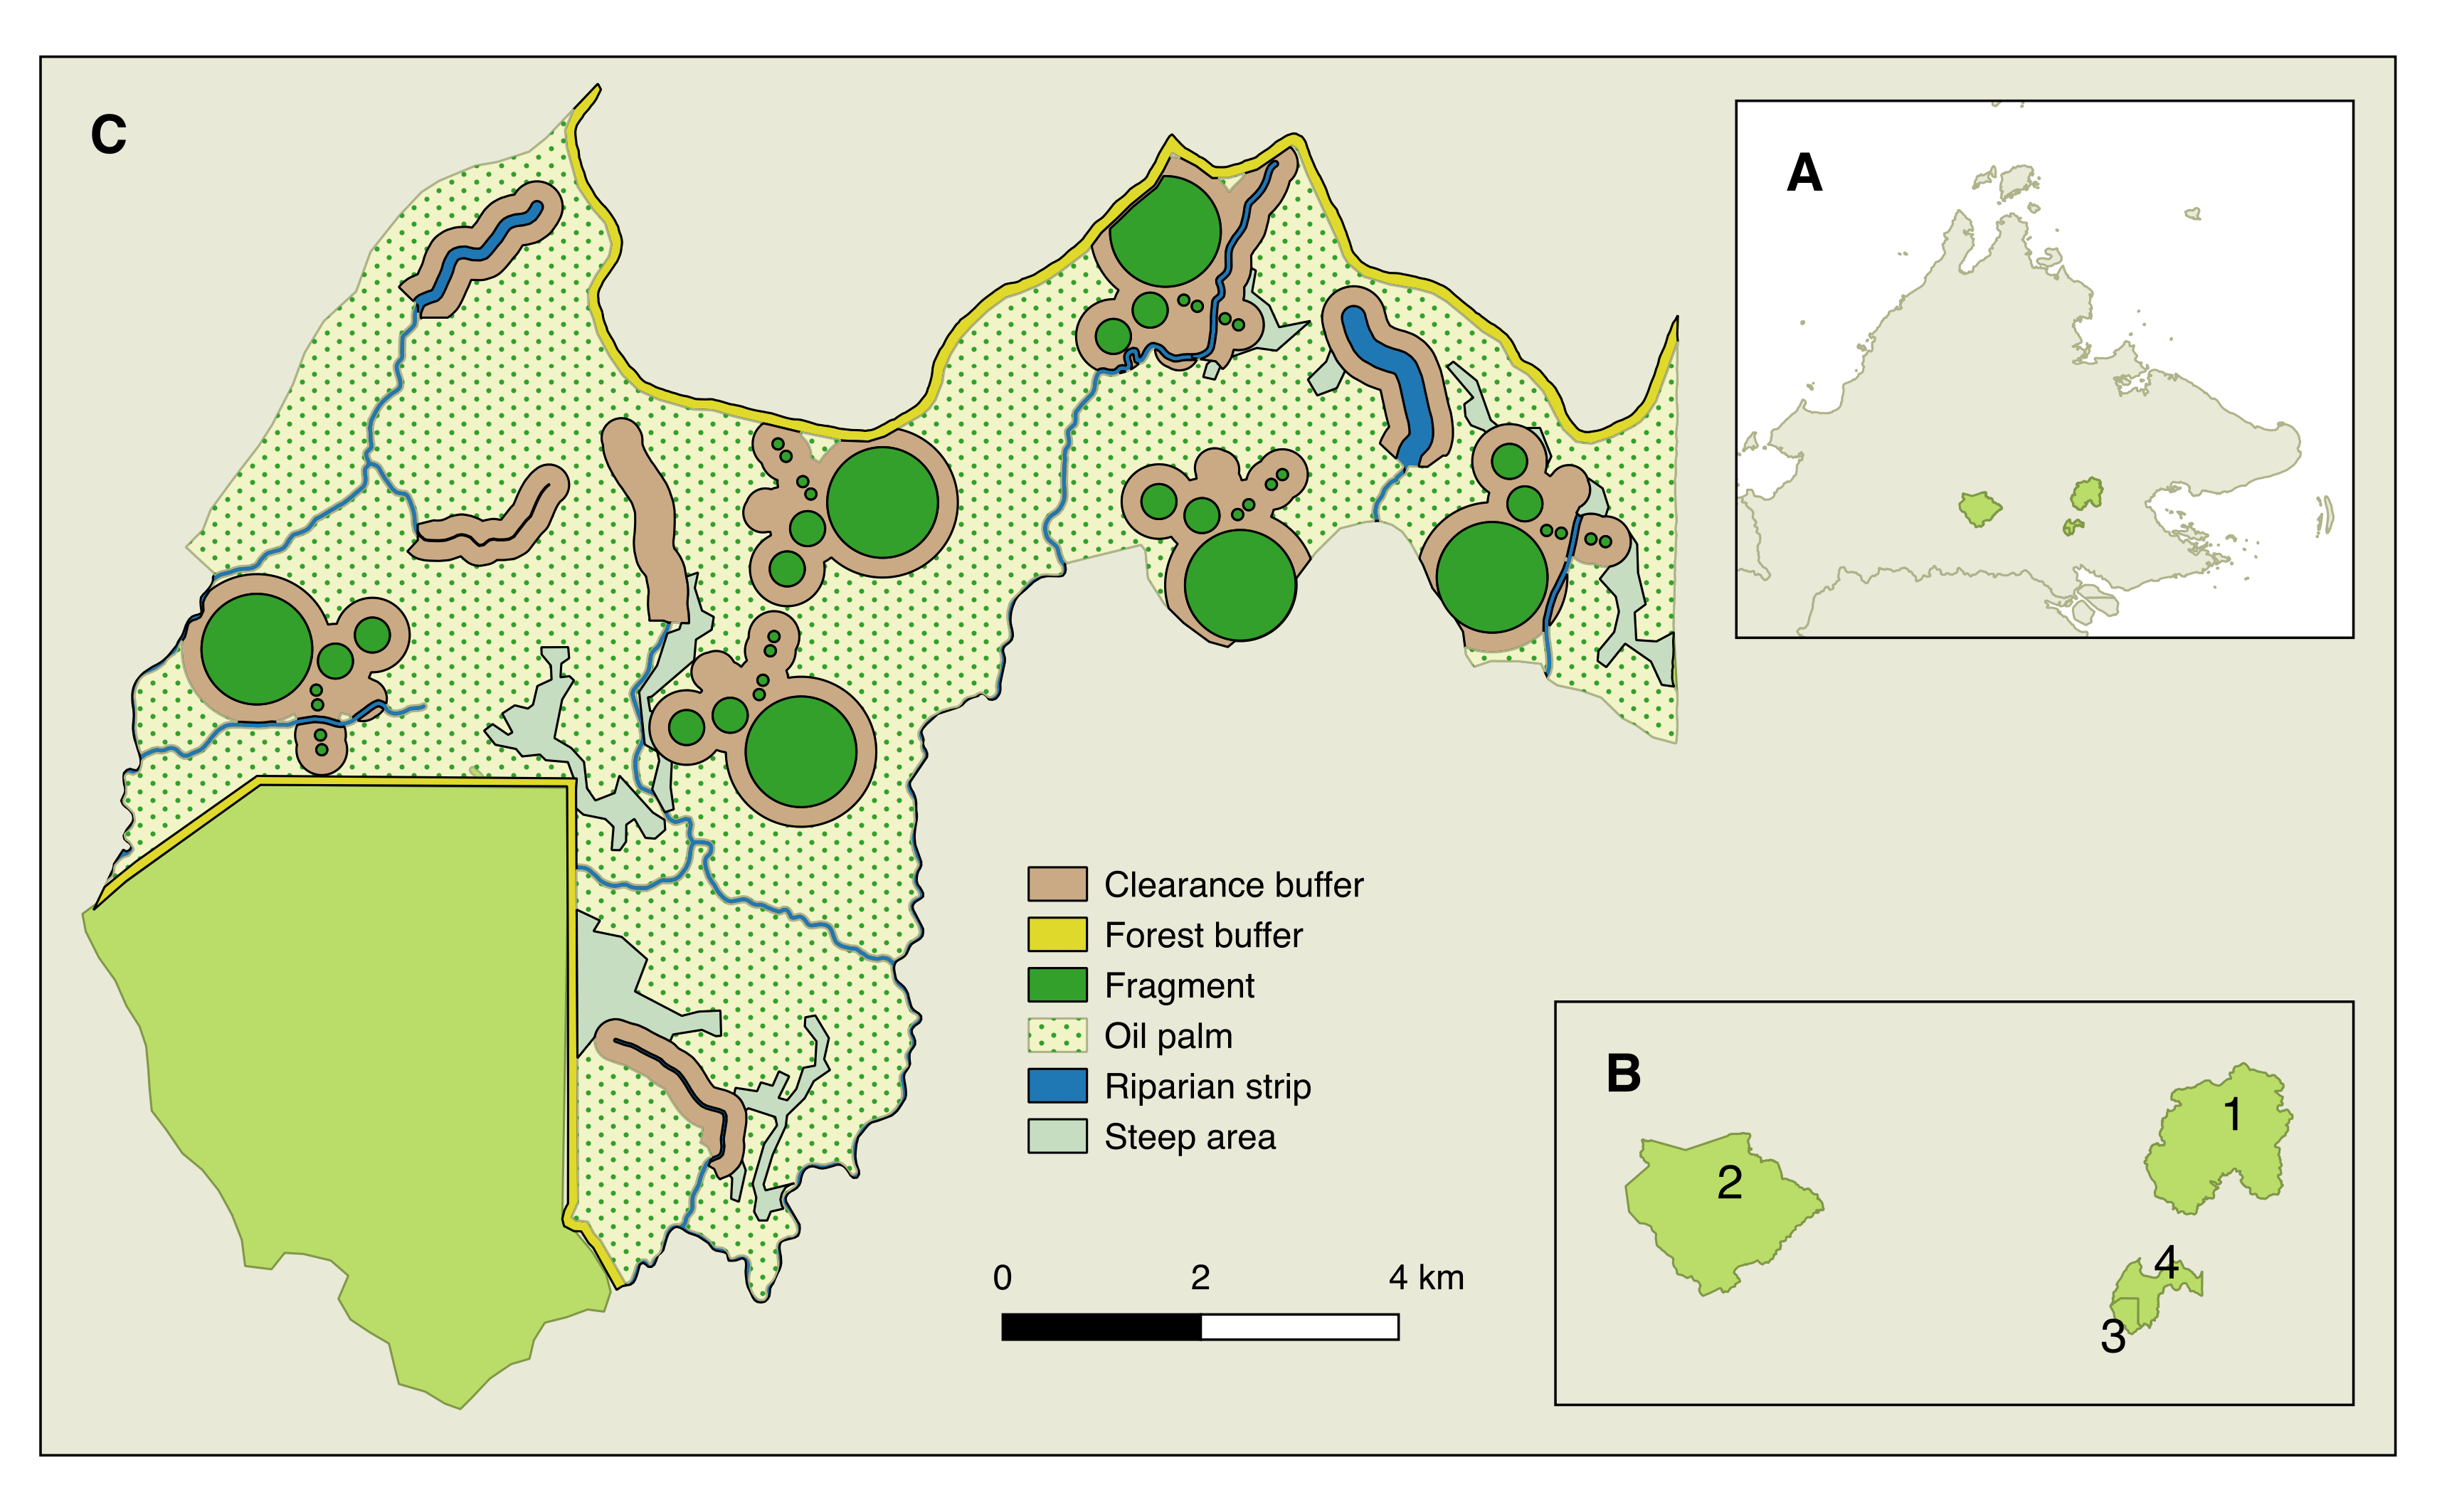 C
A
Clearance buffer
Forest buffer
Fragment
Oil palm
Riparian strip
Steep area
0 2 4 km
B
1
2
4
3